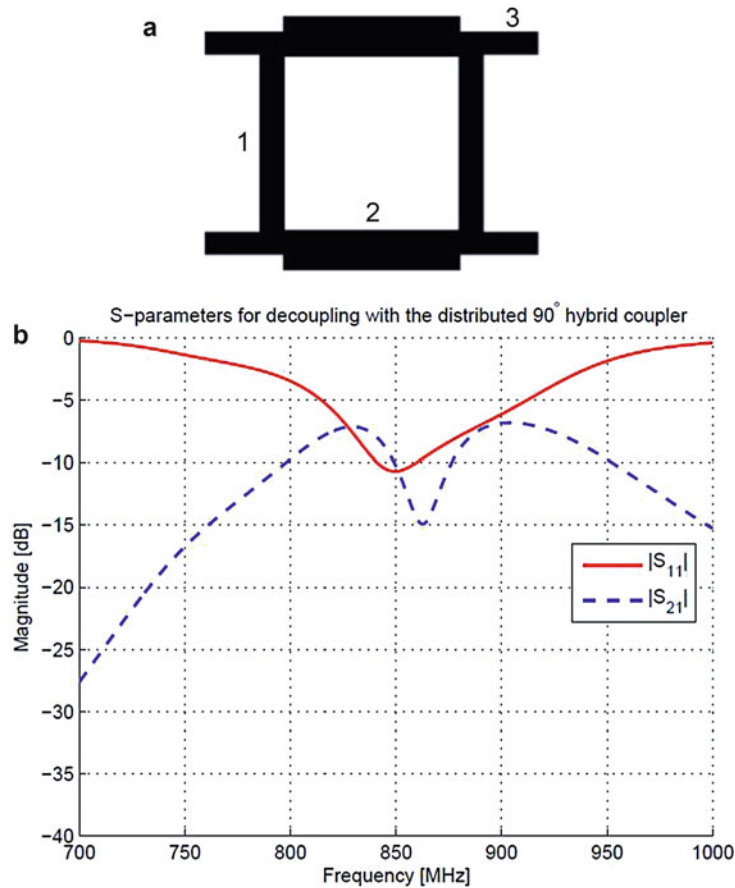 a
3
1
2
b
S-parameters for decoupling with the distributed 90° hybrid coupler
0
-5
-10
-15
-20
-25
-30
-35
-40
Magnitude [dB]
|S11|
|S21|
700
750
800
850
900
950
1000
Frequency [MHz]